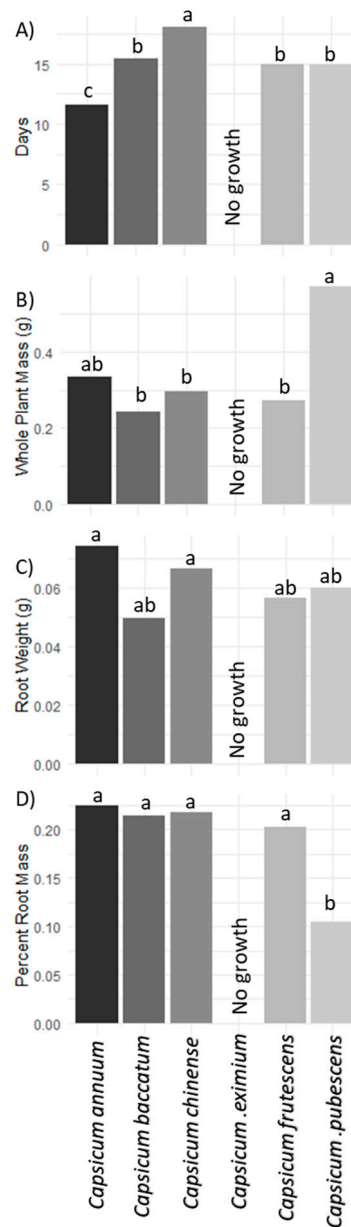 A)
Days
15
10
5
0
c
b
a
No growth
b
b
B)
Whole Plant Mass (g)
0.4
0.2
0.0
ab
b
b
No growth
b
a
C)
Root Weight (g)
0.06
0.04
0.02
0.00
a
ab
a
No growth
ab
ab
D)
Percent Root Mass
0.20
0.15
0.10
0.05
0.00
a
a
a
No growth
a
b
Capsicum annuum
Capsicum baccatum
Capsicum chinense
Capsicum .eximium
Capsicum frutescens
Capsicum .pubescens